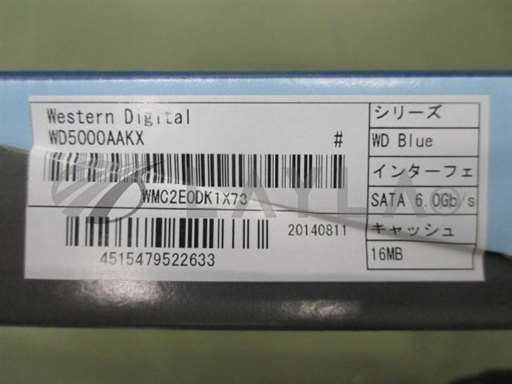 Western Digital
WD5000AAKX #
WMC2E0DK1X73
20140811
4515479522633
シリーズ
WD Blue
インターフェ
SATA 6.0Gb/s
キャッシュ
16MB